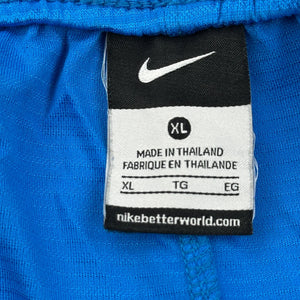 XL
MADE IN THAILAND
FABRIQUE EN THAILANDE
XL TG EG
nikebetterworld.com